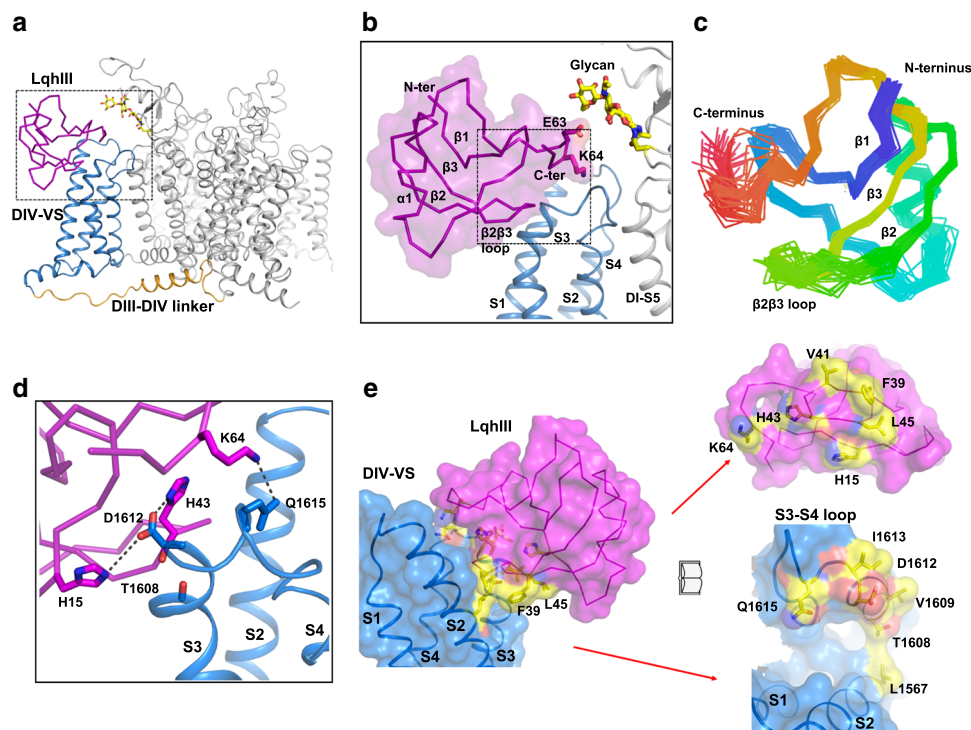 a
LqhIII
DIV-VS
DIII-DIV linker
b
Glycan
N-ter
E63
β1
K64
β3
C-ter
α1
β2
β2β3
loop
S3
S4
S1
S2
DI-S5
c
N-terninus
C-terminus
β1
β3
β2
β2β3 loop
d
K64
D1612
H43
Q1615
H15
T1608
S3
S2
S4
e
LqhIII
DIV-VS
S1
S2
F39
L45
S4
S3
V41
F39
H43
L45
K64
H15
S3-S4 loop
I1613
D1612
Q1615
V1609
T1608
L1567
S1
S2